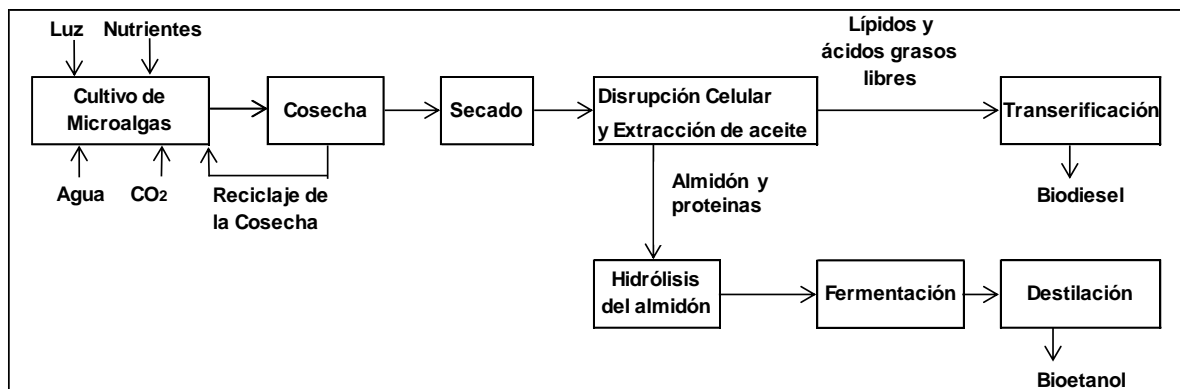 Luz Nutrientes
Lípidos y
ácidos grasos
libres
Cultivo de
Microalgas
Cosecha
Secado
Disrupción Celular
y Extracción de aceite
Transerificación
Agua CO2
Reciclaje de
la Cosecha
Almidón y
proteinas
Biodiesel
Hidrólisis
del almidón
Fermentación
Destilación
Bioetanol